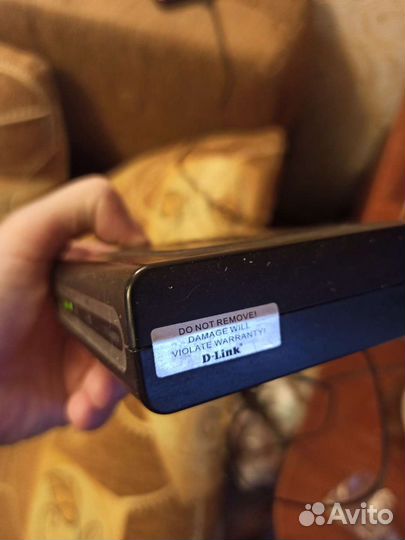 DO NOT REMOVE!
DAMAGE WILL
VIOLATE WARRANTY!
D-Link®
Avito